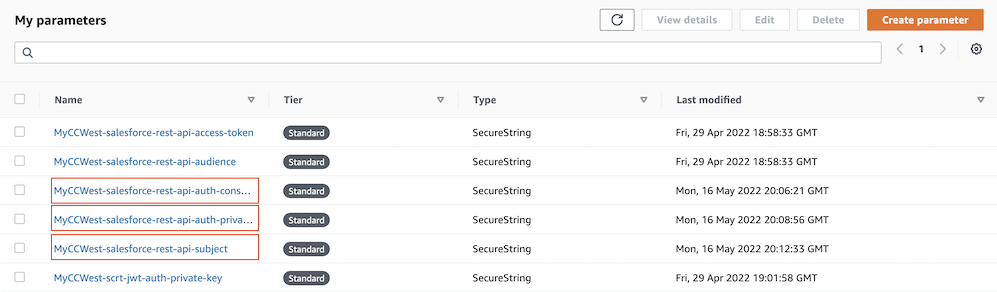 My parameters View details Edit Delete Create parameter
1
Name Tier Type Last modified
MyCCWest-salesforce-rest-api-access-token Standard SecureString Fri, 29 Apr 2022 18:58:33 GMT
MyCCWest-salesforce-rest-api-audience Standard SecureString Fri, 29 Apr 2022 18:58:33 GMT
MyCCWest-salesforce-rest-api-auth-cons... Standard SecureString Mon, 16 May 2022 20:06:21 GMT
MyCCWest-salesforce-rest-api-auth-priva... Standard SecureString Mon, 16 May 2022 20:08:56 GMT
MyCCWest-salesforce-rest-api-subject Standard SecureString Mon, 16 May 2022 20:12:33 GMT
MyCCWest-scrt-jwt-auth-private-key Standard SecureString Fri, 29 Apr 2022 19:01:58 GMT